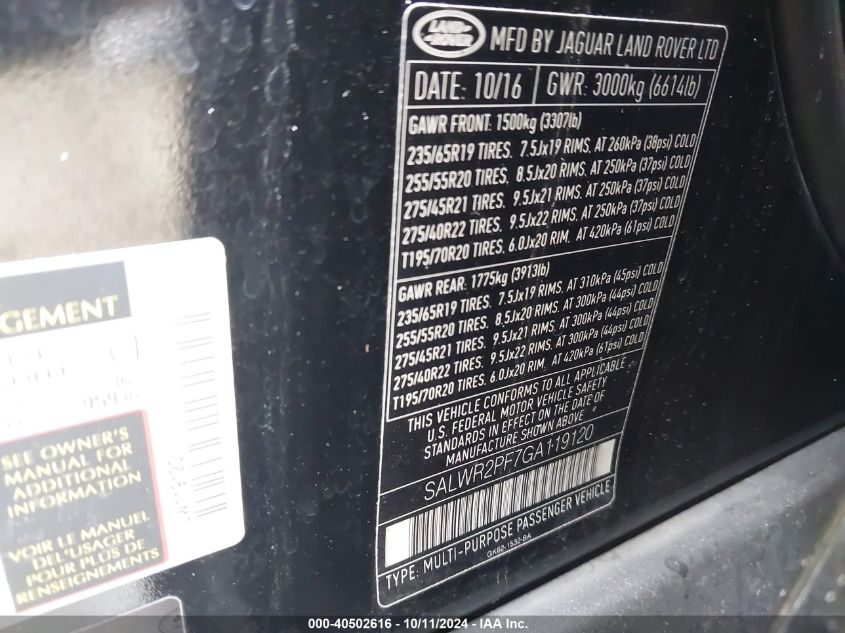 LAND ROVER
MFD BY JAGUAR LAND ROVER LTD
DATE: 10/16 GWR: 3000kg (6614lb)
GAWR FRONT: 1500kg (3307lb)
235/65R19 TIRES. 7.5Jx19 RIMS. AT 260kPa (38psi) COLD
255/55R20 TIRES. 8.5Jx20 RIMS. AT 250kPa (37psi) COLD
275/45R21 TIRES. 9.5Jx21 RIMS. AT 250kPa (37psi) COLD
275/40R22 TIRES. 9.5Jx22 RIMS. AT 250kPa (37psi) COLD
T195/70R20 TIRES. 6.0Jx20 RIM. AT 420kPa (61psi) COLD
GAWR REAR: 1775kg (3913lb)
235/65R19 TIRES. 7.5Jx19 RIMS. AT 310kPa (45psi) COLD
255/55R20 TIRES. 8.5Jx20 RIMS. AT 300kPa (44psi) COLD
275/45R21 TIRES. 9.5Jx21 RIMS. AT 300kPa (44psi) COLD
275/40R22 TIRES. 9.5Jx22 RIMS. AT 300kPa (44psi) COLD
T195/70R20 TIRES. 6.0Jx20 RIM. AT 420kPa (61psi) COLD
THIS VEHICLE CONFORMS TO ALL APPLICABLE
U.S. FEDERAL MOTOR VEHICLE SAFETY
STANDARDS IN EFFECT ON THE DATE OF
MANUFACTURE SHOWN ABOVE
SALWR2PF7GA119120
TYPE: MULTI-PURPOSE PASSENGER VEHICLE
GK62-1532-BA
GEMENT
SEE OWNER'S
MANUAL FOR
ADDITIONAL
INFORMATION
VOIR LE MANUEL
DE L'USAGER
POUR PLUS DE
RENSEIGNEMENTS
000-40502616 - 10/11/2024 - IAA Inc.